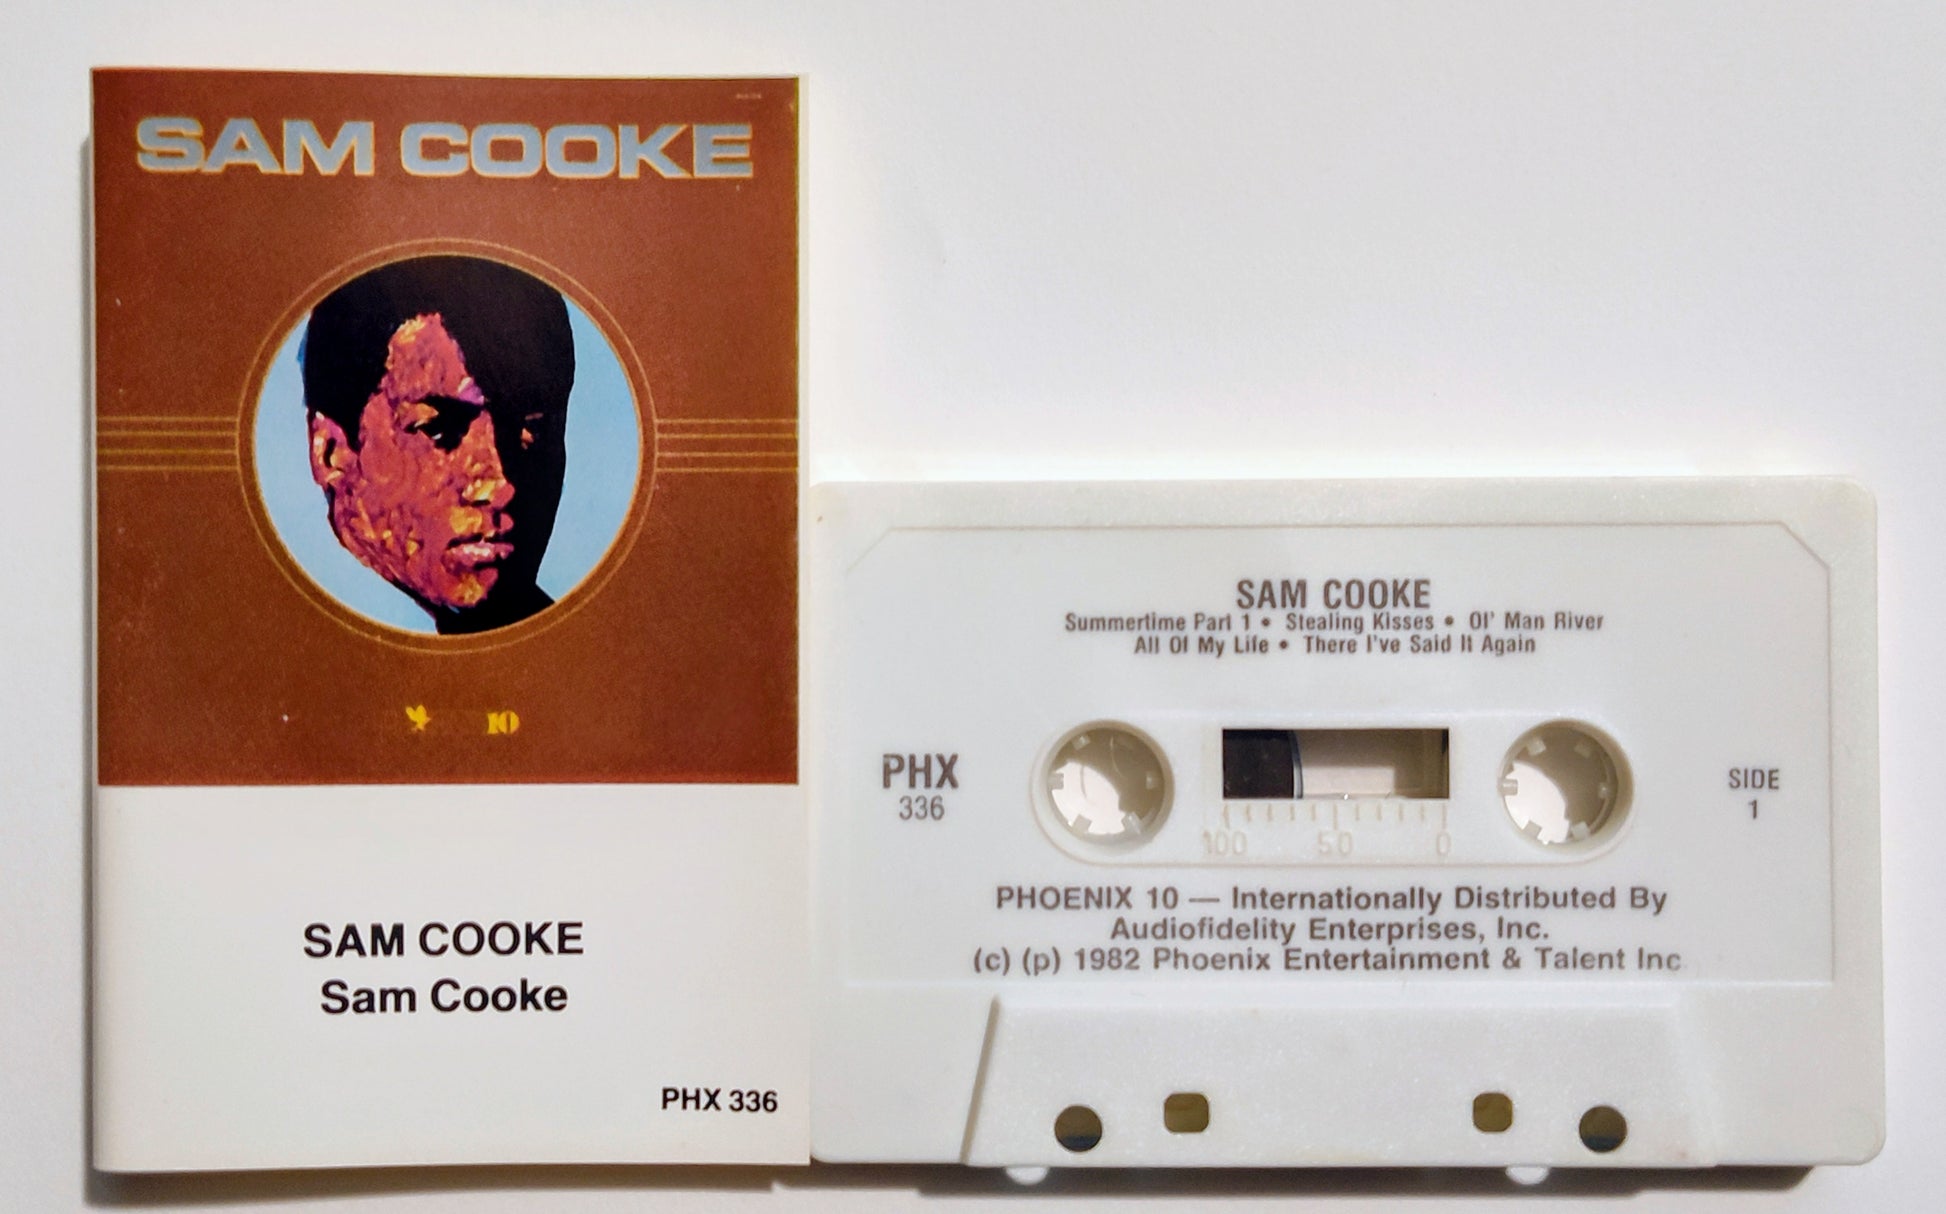 SAM COOKE
10
SAM COOKE
Sam Cooke
PHX 336
SAM COOKE
Summertime Part 1 • Stealing Kisses • Ol' Man River
All Of My Life • There I've Said It Again
PHX
336
SIDE
1
100 50 0
PHOENIX 10 — Internationally Distributed By
Audiofidelity Enterprises, Inc.
(c) (p) 1982 Phoenix Entertainment & Talent Inc